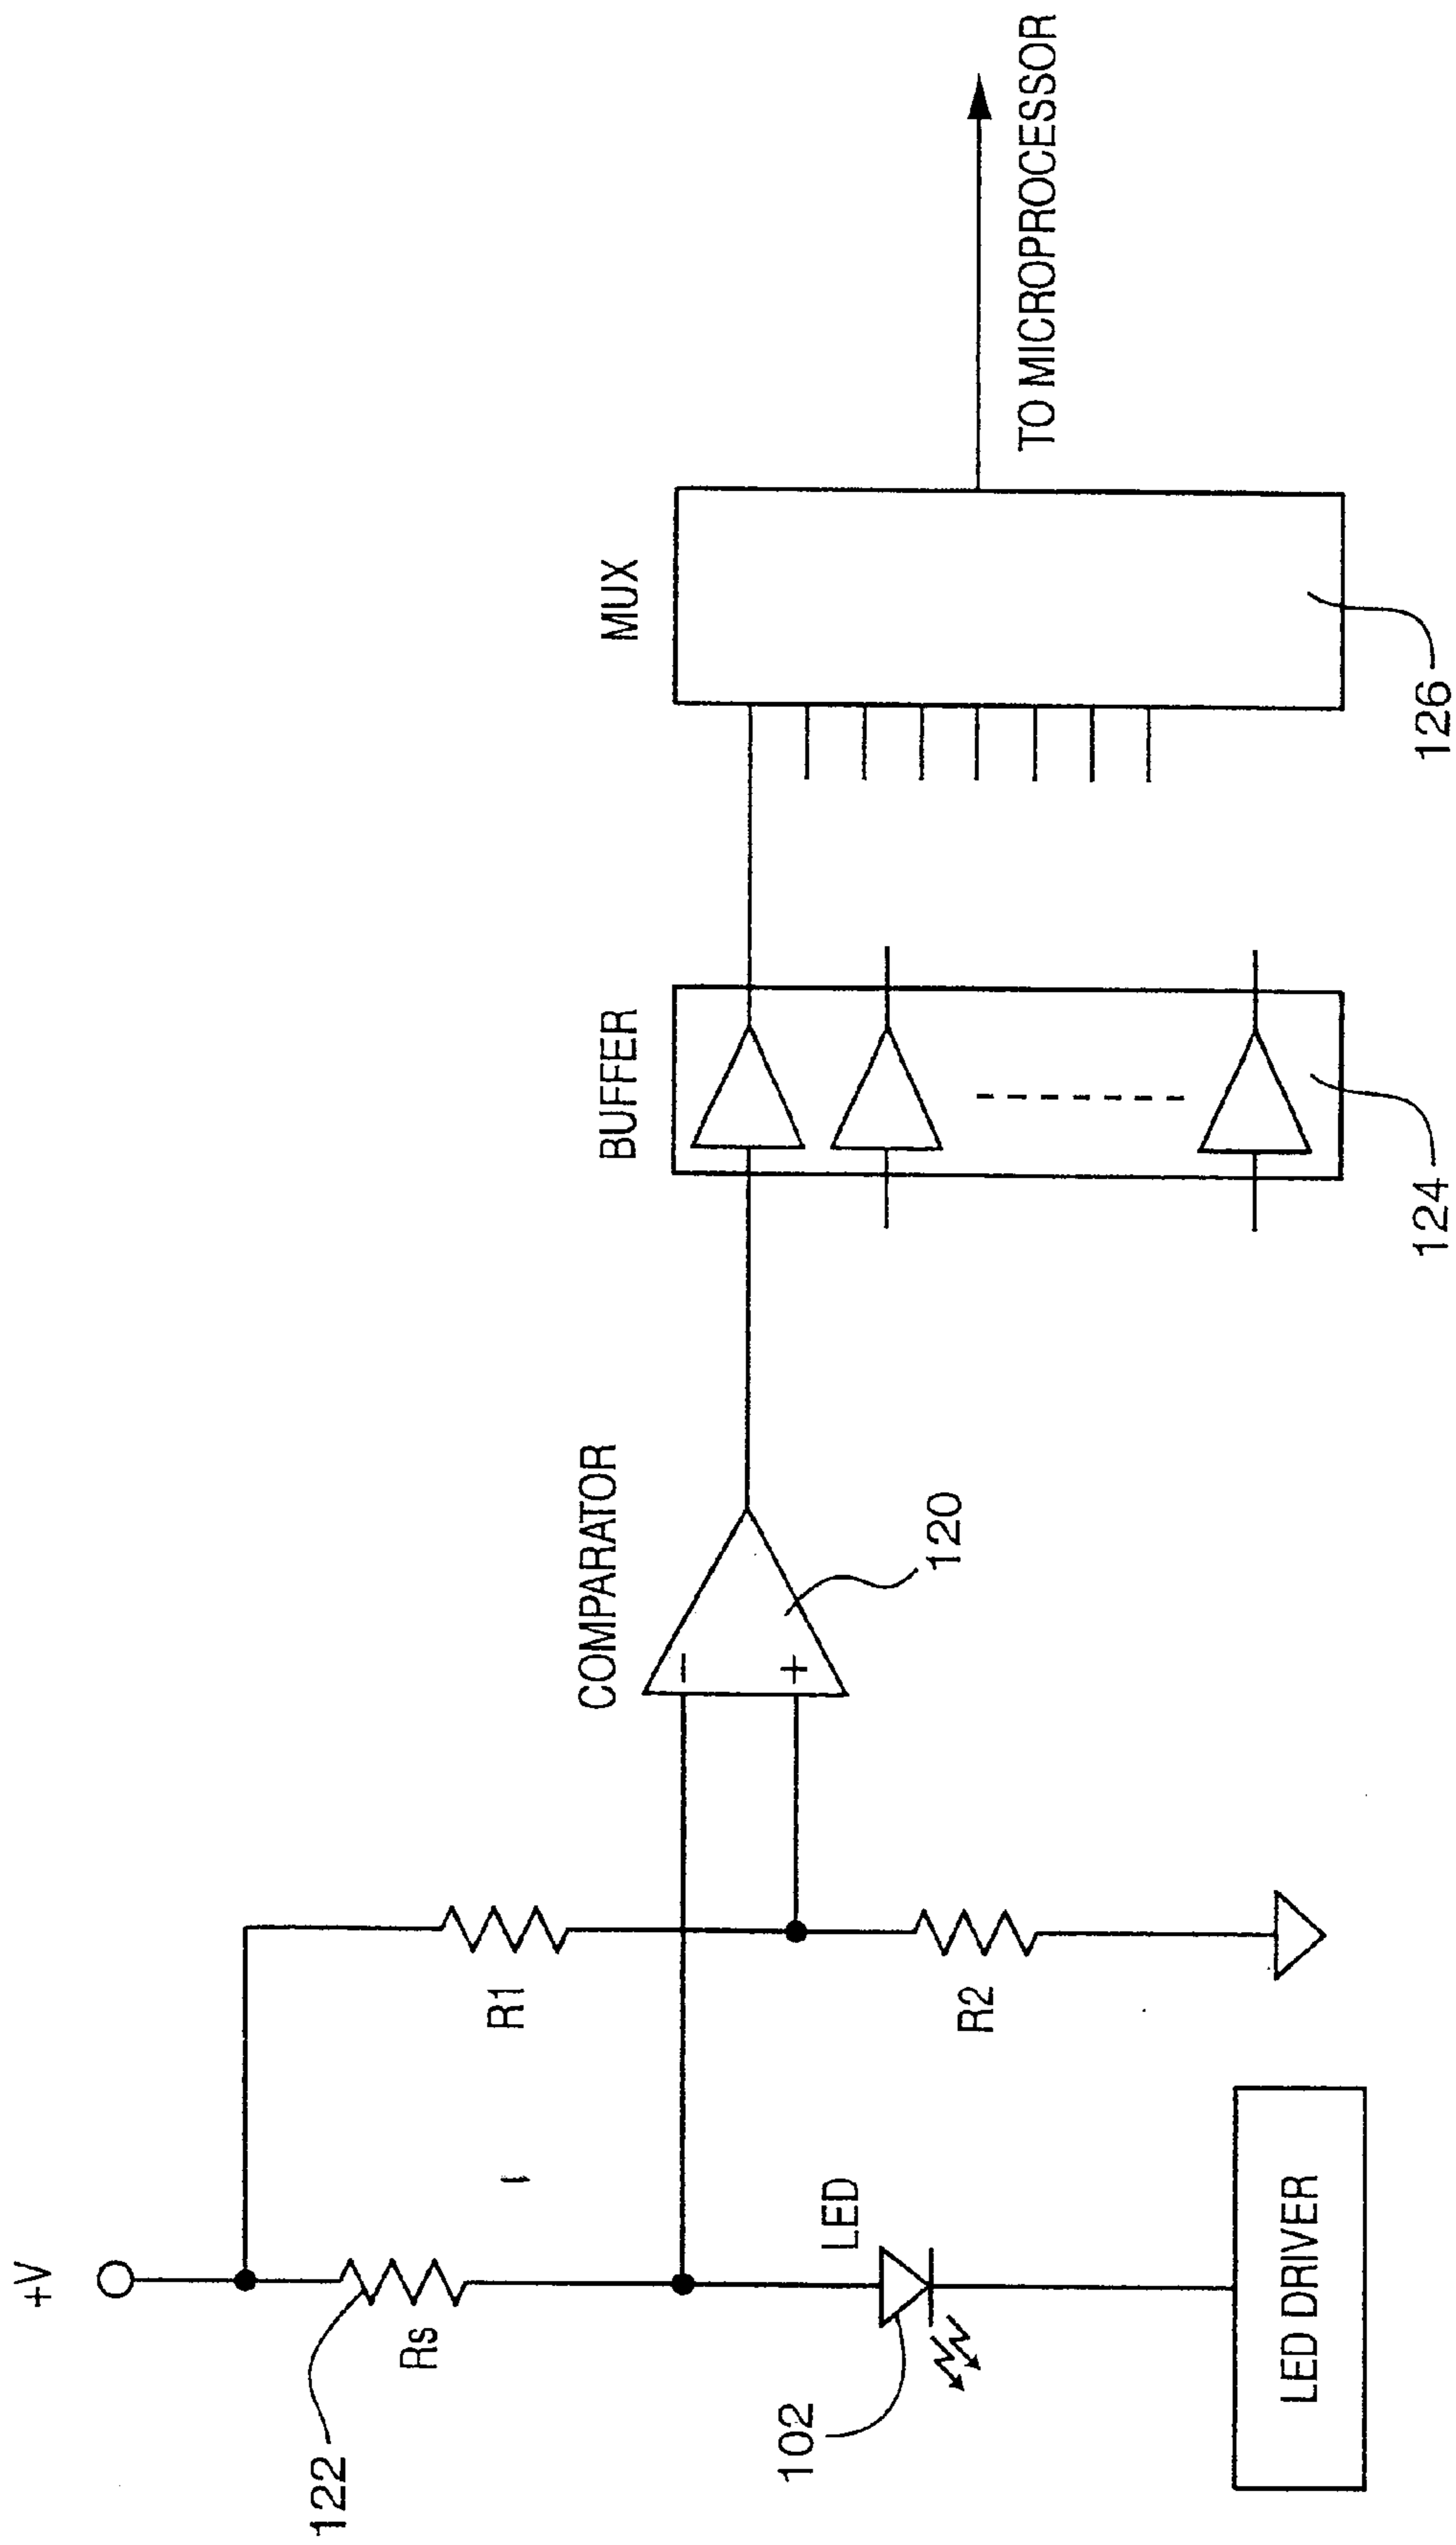 +V
122
Rs
R1
COMPARATOR
BUFFER
MUX
TO MICROPROCESSOR
−
+
120
102
LED
R2
LED DRIVER
124
126